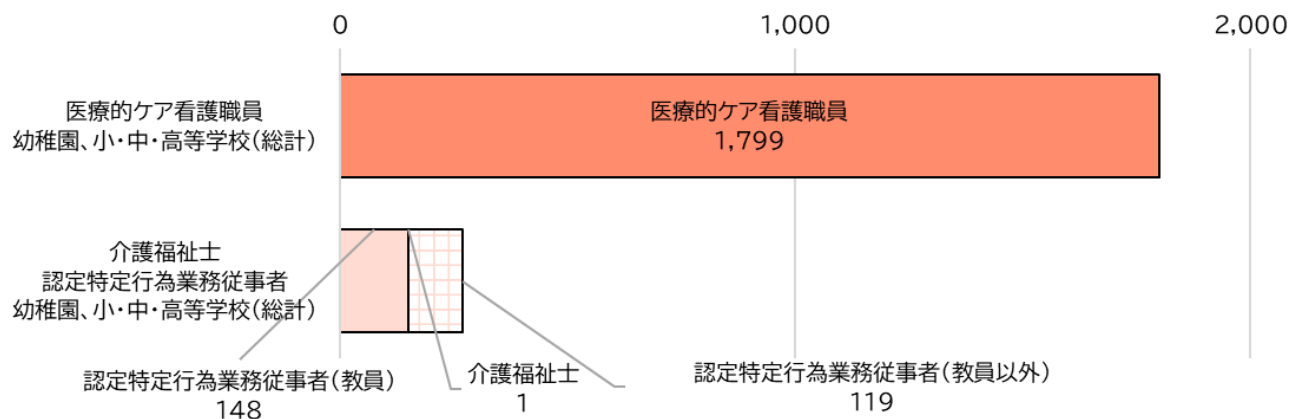 0
1,000
2,000
医療的ケア看護職員
幼稚園、小・中・高等学校(総計)
医療的ケア看護職員
1,799
介護福祉士
認定特定行為業務従事者
幼稚園、小・中・高等学校(総計)
認定特定行為業務従事者(教員)
148
介護福祉士
1
認定特定行為業務従事者(教員以外)
119